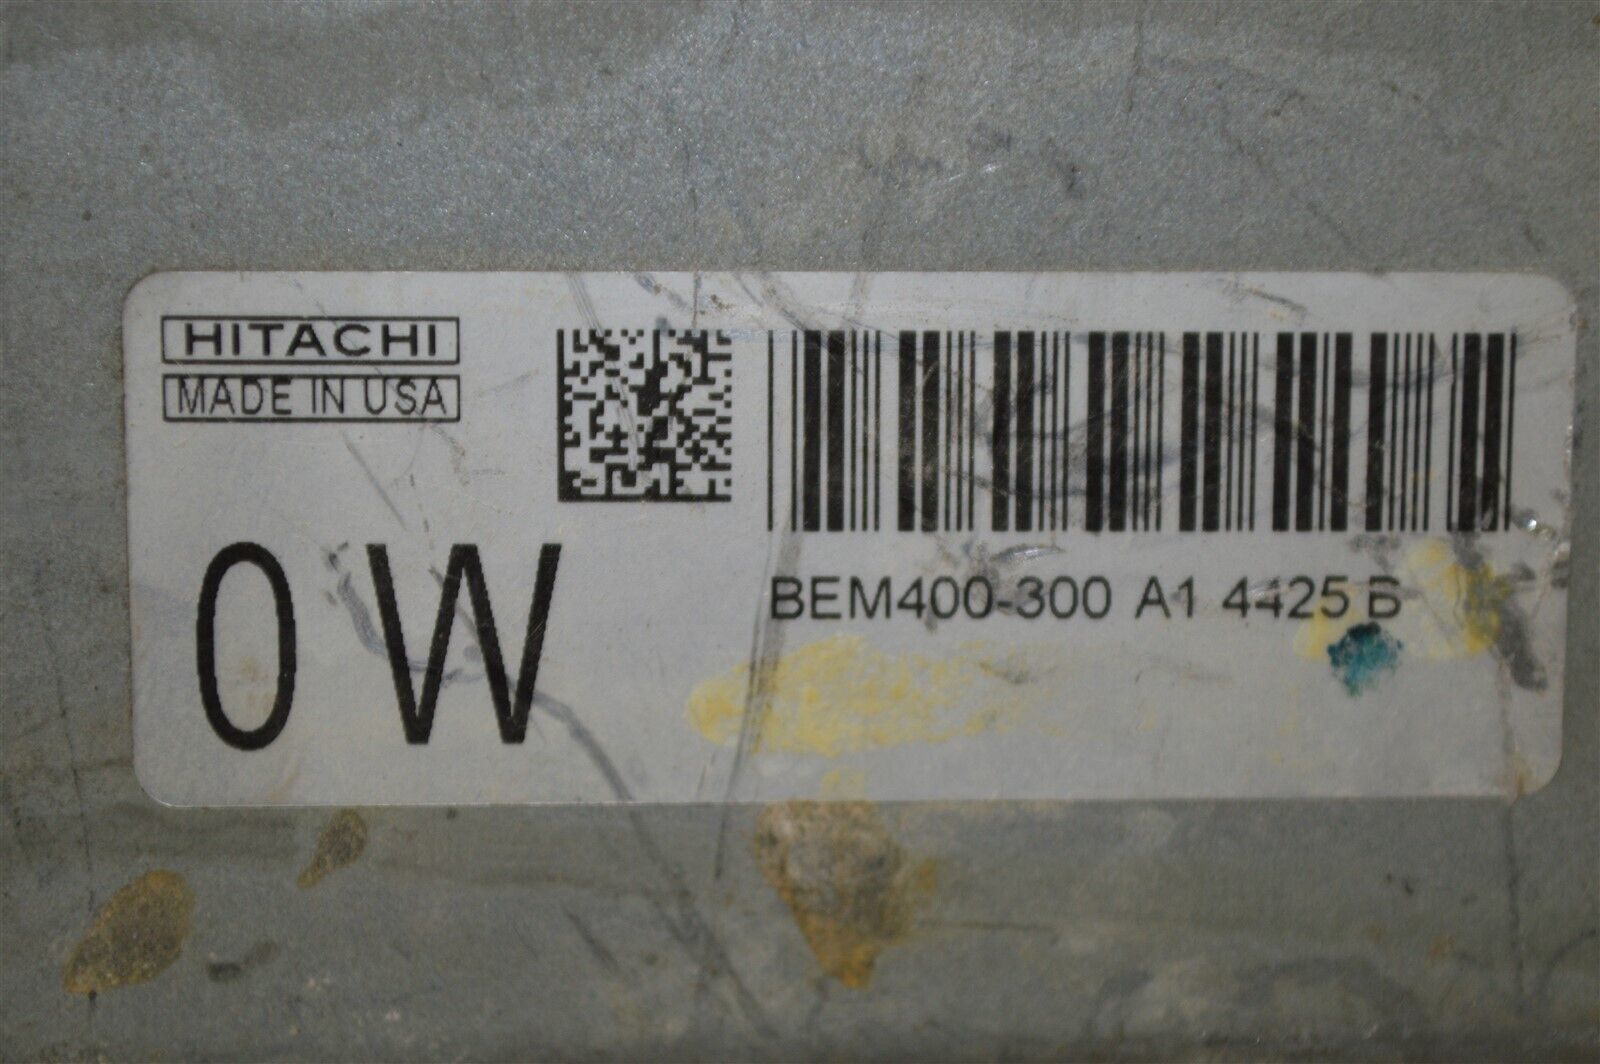 HITACHI
MADE IN USA
0 W
BEM400-300 A1 4425 B